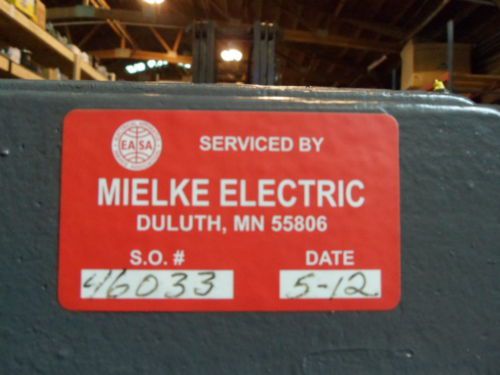 EASA
SERVICED BY
MIELKE ELECTRIC
DULUTH, MN 55806
S.O. # DATE
46033 5-12